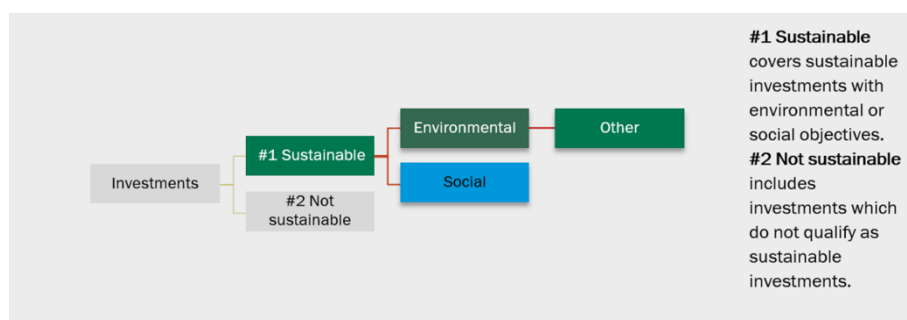 Investments
#1 Sustainable
#2 Not
sustainable
Environmental
Social
Other
#1 Sustainable
covers sustainable
investments with
environmental or
social objectives.
#2 Not sustainable
includes
investments which
do not qualify as
sustainable
investments.